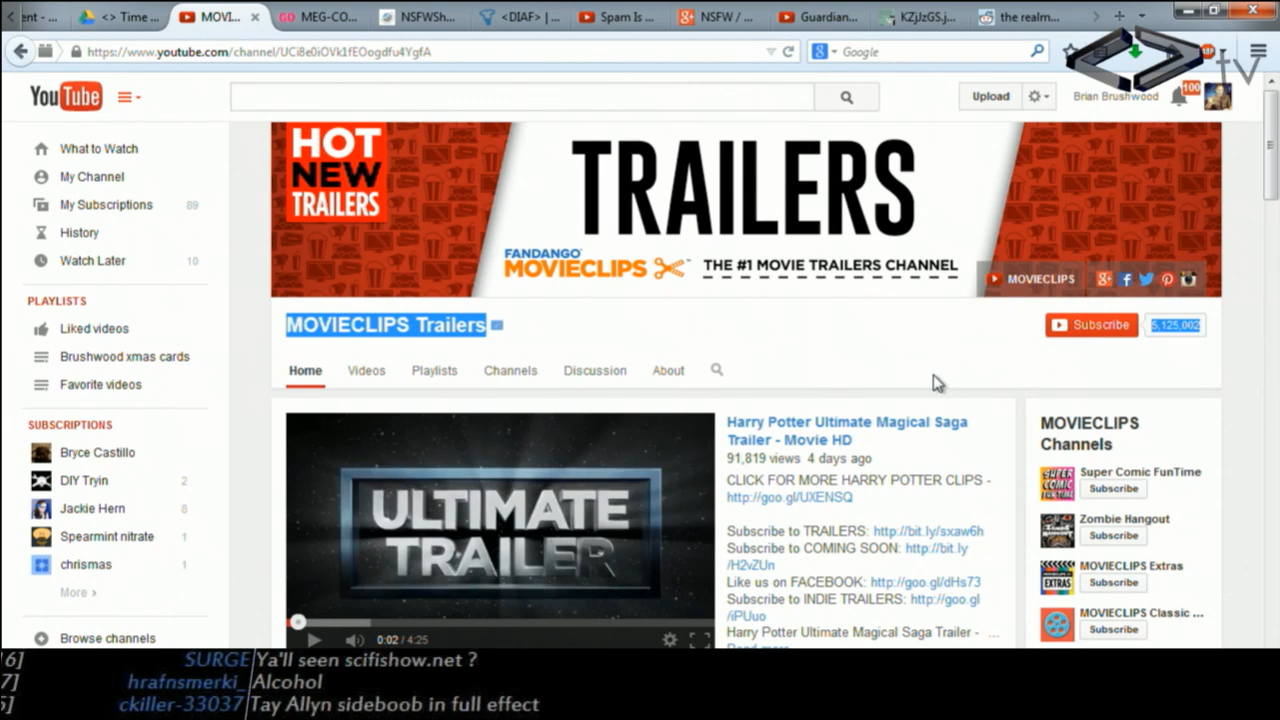 ent -
<> Time ...
MOVI...
MEG-CO...
NSFWSh...
<DIAF> | ...
Spam Is ...
NSFW / ...
Guardian...
KZjJzGS.j...
the realm...
https://www.youtube.com/channel/UCi8e0iOVk1fEOogdfu4YgfA
Google
tv
YouTube
Upload
Brian Brushwood
100
What to Watch
My Channel
My Subscriptions 89
History
Watch Later 10
PLAYLISTS
Liked videos
Brushwood xmas cards
Favorite videos
SUBSCRIPTIONS
Bryce Castillo
DIY Tryin 2
Jackie Hern 8
Spearmint nitrate 1
chrismas 1
More ›
Browse channels
HOT
NEW
TRAILERS
TRAILERS
FANDANGO
MOVIECLIPS
THE #1 MOVIE TRAILERS CHANNEL
MOVIECLIPS
MOVIECLIPS Trailers
Subscribe 5,125,002
Home Videos Playlists Channels Discussion About
ULTIMATE
TRAILER
0:02 / 4:25
Harry Potter Ultimate Magical Saga
Trailer - Movie HD
91,819 views 4 days ago
CLICK FOR MORE HARRY POTTER CLIPS -
http://goo.gl/UXENSQ
Subscribe to TRAILERS: http://bit.ly/sxaw6h
Subscribe to COMING SOON: http://bit.ly
/H2vZUn
Like us on FACEBOOK: http://goo.gl/dHs73
Subscribe to INDIE TRAILERS: http://goo.gl
/iPUuo
Harry Potter Ultimate Magical Saga Trailer - ...
Read more
MOVIECLIPS
Channels
Super Comic FunTime
Subscribe
Zombie Hangout
Subscribe
MOVIECLIPS Extras
Subscribe
MOVIECLIPS Classic ...
Subscribe
SURGE Ya'll seen scifishow.net ?
hrafnsmerki_ Alcohol
ckiller-33037 Tay Allyn sideboob in full effect